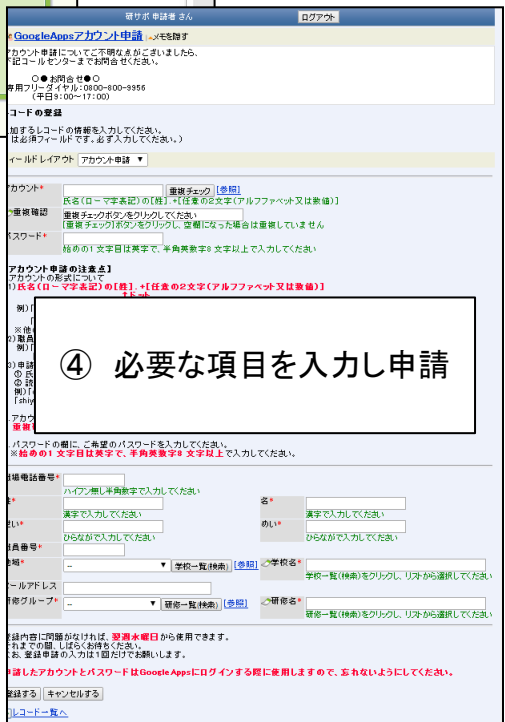 研サポ 申請者 さん ログアウト
GoogleAppsアカウント申請 メモを隠す
アカウント申請についてご不明な点がございましたら、
下記コールセンターまでお問合せください。
○●お問合せ●○
専用フリーダイヤル:0800-800-9956
(平日9:00~17:00)
コードの登録
加するレコードの情報を入力してください。
は必須フィールドです。必ず入力してください。)
ィールドレイアウト アカウント申請 ▼
アカウント* 重複チェック [参照]
氏名(ローマ字表記)の[姓].+[任意の2文字(アルファベット又は数値)]
重複確認 重複チェックボタンをクリックしてください
[重複チェック]ボタンをクリックし、空欄になった場合は重複していません
パスワード*
始めの1文字目は英字で、半角英数字8文字以上で入力してください
アカウント申請の注意点】
アカウントの形式について
1)氏名(ローマ字表記)の[姓].+[任意の2文字(アルファベット又は数値)]
↑ドット
例)「
※他
2)職員
例)「
3)申請
① 氏
② 読
例)「
「shiy
④ 必要な項目を入力し申請
.アカウ
重複
.パスワードの欄に、ご希望のパスワードを入力してください。
※始めの1文字目は英字で、半角英数字8文字以上で入力してください。
職場電話番号*
ハイフン無し半角数字で入力してください
* 名*
漢字で入力してください 漢字で入力してください
せい* めい*
ひらがなで入力してください ひらがなで入力してください
職員番号*
地域* -- ▼ 学校一覧(検索) [参照] 学校名*
学校一覧(検索)をクリックし、リストから選択してください
メールアドレス
研修グループ* -- ▼ 研修一覧(検索) [参照] 研修名*
研修一覧(検索)をクリックし、リストから選択してください
登録内容に問題がなければ、翌週水曜日から使用できます。
それまでの間、しばらくお待ちください。
なお、登録申請の入力は1回だけでお願いします。
申請したアカウントとパスワードはGoogleAppsにログインする際に使用しますので、忘れないようにしてください。
登録する キャンセルする
レコード一覧へ